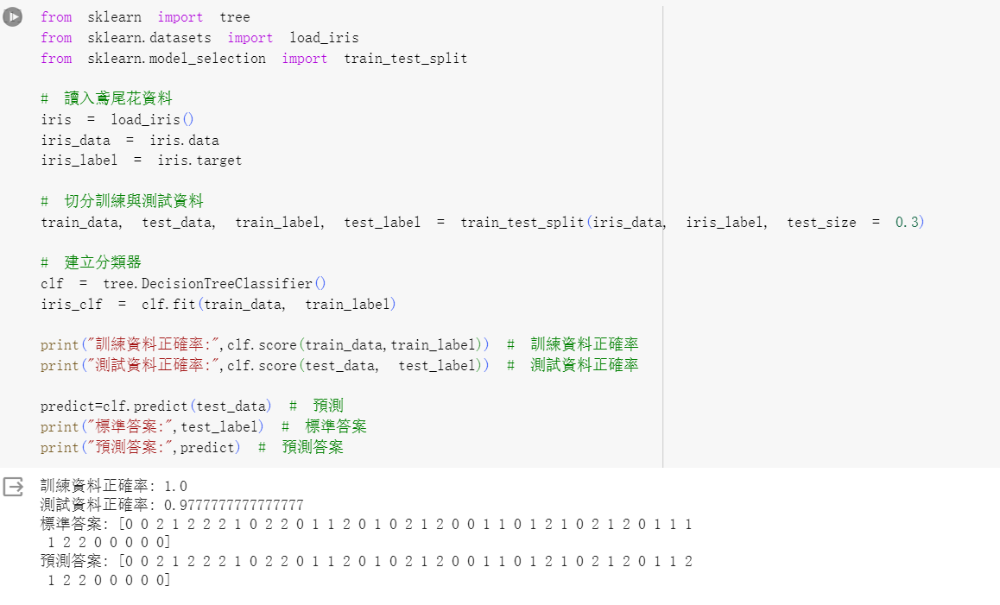 from sklearn import tree
from sklearn.datasets import load_iris
from sklearn.model_selection import train_test_split
# 讀入鳶尾花資料
iris = load_iris()
iris_data = iris.data
iris_label = iris.target
# 切分訓練與測試資料
train_data, test_data, train_label, test_label = train_test_split(iris_data, iris_label, test_size = 0.3)
# 建立分類器
clf = tree.DecisionTreeClassifier()
iris_clf = clf.fit(train_data, train_label)
print("訓練資料正確率:",clf.score(train_data,train_label)) # 訓練資料正確率
print("測試資料正確率:",clf.score(test_data, test_label)) # 測試資料正確率
predict=clf.predict(test_data) # 預測
print("標準答案:",test_label) # 標準答案
print("預測答案:",predict) # 預測答案
訓練資料正確率: 1.0
測試資料正確率: 0.9777777777777777
標準答案: [0 0 2 1 2 2 2 1 0 2 2 0 1 1 2 0 1 0 2 1 2 0 0 1 1 0 1 2 1 0 2 1 2 0 1 1 1
1 2 2 0 0 0 0 0]
預測答案: [0 0 2 1 2 2 2 1 0 2 2 0 1 1 2 0 1 0 2 1 2 0 0 1 1 0 1 2 1 0 2 1 2 0 1 1 2
1 2 2 0 0 0 0 0]